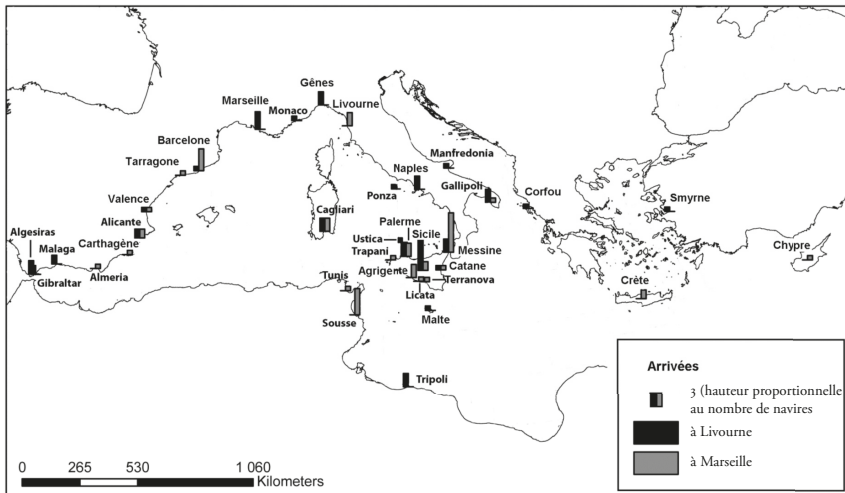 Gênes
Marseille
Monaco
Livourne
Barcelone
Tarragone
Manfredonia
Naples
Gallipoli
Valence
Ponza
Corfou
Smyrne
Cagliari
Alicante
Algesiras
Palerme
Sicile
Carthagène
Ustica
Messine
Malaga
Trapani
Chypre
Gibraltar
Almeria
Tunis
Agrigente
Catane
Terranova
Crète
Licata
Sousse
Malte
Tripoli
Arrivées
3 (hauteur proportionnelle
au nombre de navires
à Livourne
à Marseille
0 265 530 1 060
Kilometers